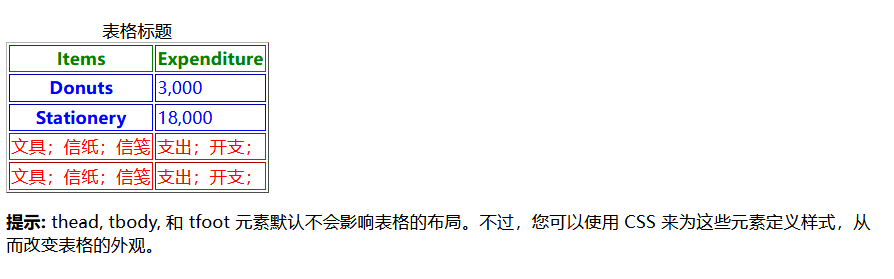 表格标题
Items Expenditure
Donuts 3,000
Stationery 18,000
文具；信纸；信笺 支出；开支；
文具；信纸；信笺 支出；开支；
提示: thead, tbody, 和 tfoot 元素默认不会影响表格的布局。不过，您可以使用 CSS 来为这些元素定义样式，从
而改变表格的外观。